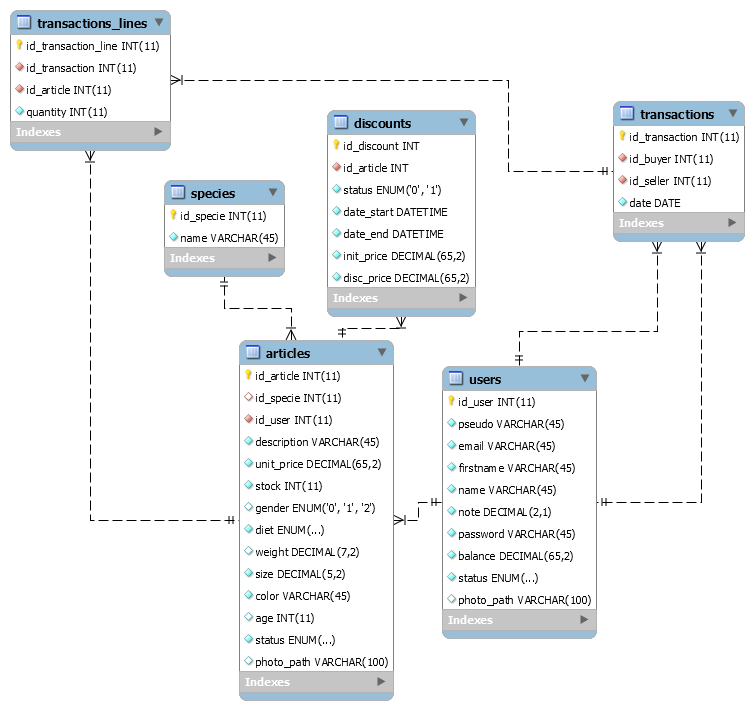 transactions_lines
id_transaction_line INT(11)
id_transaction INT(11)
id_article INT(11)
quantity INT(11)
Indexes
species
id_specie INT(11)
name VARCHAR(45)
Indexes
discounts
id_discount INT
id_article INT
status ENUM('0', '1')
date_start DATETIME
date_end DATETIME
init_price DECIMAL(65,2)
disc_price DECIMAL(65,2)
Indexes
transactions
id_transaction INT(11)
id_buyer INT(11)
id_seller INT(11)
date DATE
Indexes
articles
id_article INT(11)
id_specie INT(11)
id_user INT(11)
description VARCHAR(45)
unit_price DECIMAL(65,2)
stock INT(11)
gender ENUM('0', '1', '2')
diet ENUM(...)
weight DECIMAL(7,2)
size DECIMAL(5,2)
color VARCHAR(45)
age INT(11)
status ENUM(...)
photo_path VARCHAR(100)
Indexes
users
id_user INT(11)
pseudo VARCHAR(45)
email VARCHAR(45)
firstname VARCHAR(45)
name VARCHAR(45)
note DECIMAL(2,1)
password VARCHAR(45)
balance DECIMAL(65,2)
status ENUM(...)
photo_path VARCHAR(100)
Indexes